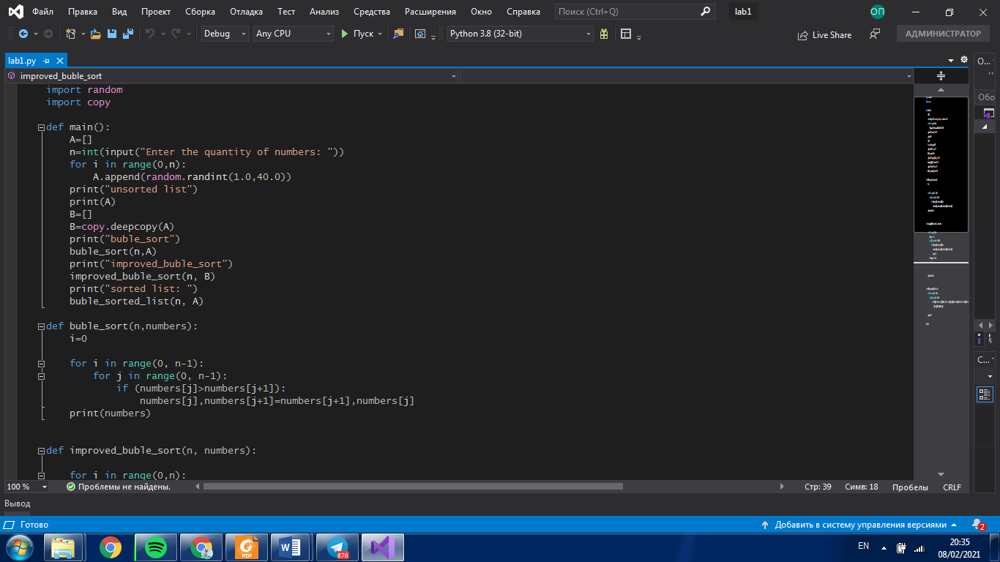 Файл Правка Вид Проект Сборка Отладка Тест Анализ Средства Расширения Окно Справка Поиск (Ctrl+Q) lab1 ОП
Debug Any CPU Пуск Python 3.8 (32-bit) Live Share АДМИНИСТРАТОР
lab1.py О...
improved_buble_sort
import random
import copy
Обо
def main():
A=[]
n=int(input("Enter the quantity of numbers: "))
for i in range(0,n):
A.append(random.randint(1.0,40.0))
print("unsorted list")
print(A)
B=[]
B=copy.deepcopy(A)
print("buble_sort")
buble_sort(n,A)
print("improved_buble_sort")
improved_buble_sort(n, B)
print("sorted list: ")
buble_sorted_list(n, A)
def buble_sort(n,numbers):
i=0
С...
for i in range(0, n-1):
for j in range(0, n-1):
if (numbers[j]>numbers[j+1]):
numbers[j],numbers[j+1]=numbers[j+1],numbers[j]
print(numbers)
def improved_buble_sort(n, numbers):
for i in range(0,n):
100 % Проблемы не найдены. Стр: 39 Симв: 18 Пробелы CRLF
Вывод
Готово Добавить в систему управления версиями 2
PDF W 876 EN 20:35
08/02/2021